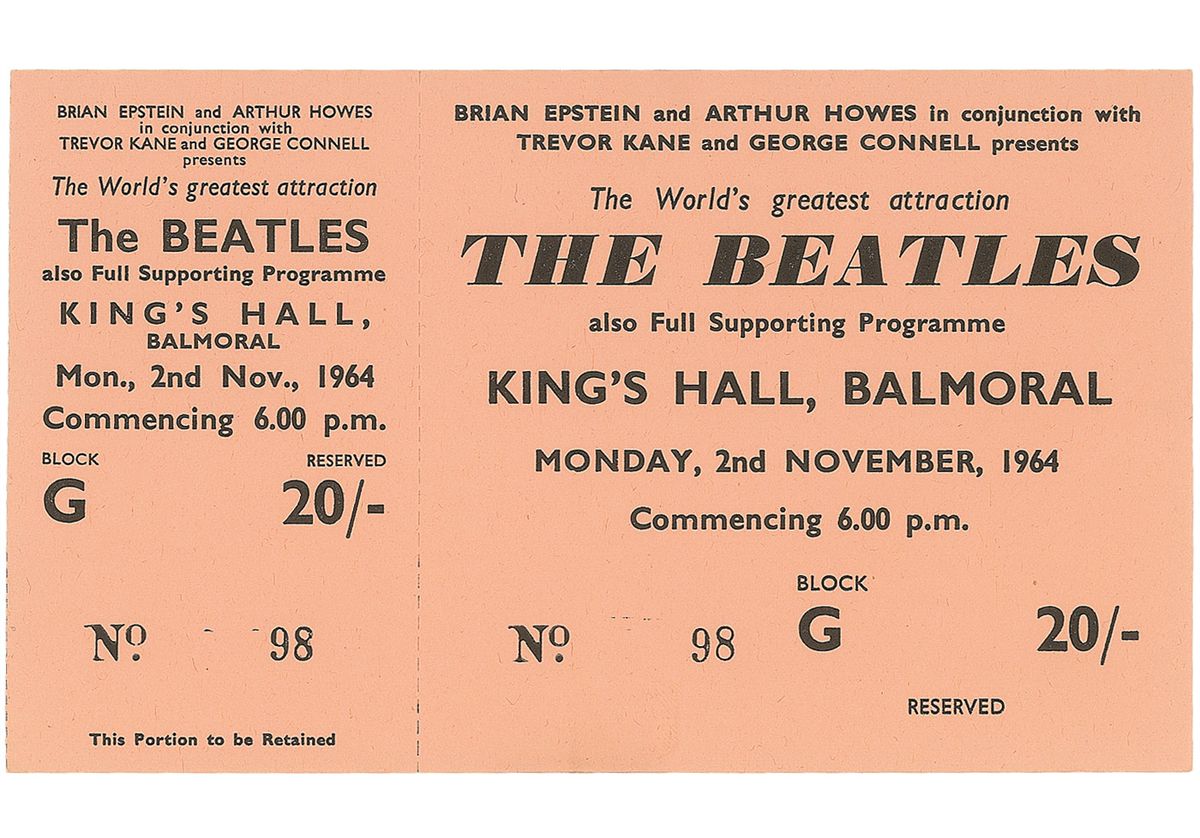 BRIAN EPSTEIN and ARTHUR HOWES
in conjunction with
TREVOR KANE and GEORGE CONNELL
presents
The World's greatest attraction
The BEATLES
also Full Supporting Programme
KING'S HALL,
BALMORAL
Mon., 2nd Nov., 1964
Commencing 6.00 p.m.
BLOCK RESERVED
G 20/-
Nº. 98
This Portion to be Retained
BRIAN EPSTEIN and ARTHUR HOWES in conjunction with
TREVOR KANE and GEORGE CONNELL presents
The World's greatest attraction
THE BEATLES
also Full Supporting Programme
KING'S HALL, BALMORAL
MONDAY, 2nd NOVEMBER, 1964
Commencing 6.00 p.m.
BLOCK
Nº. 98 G 20/-
RESERVED